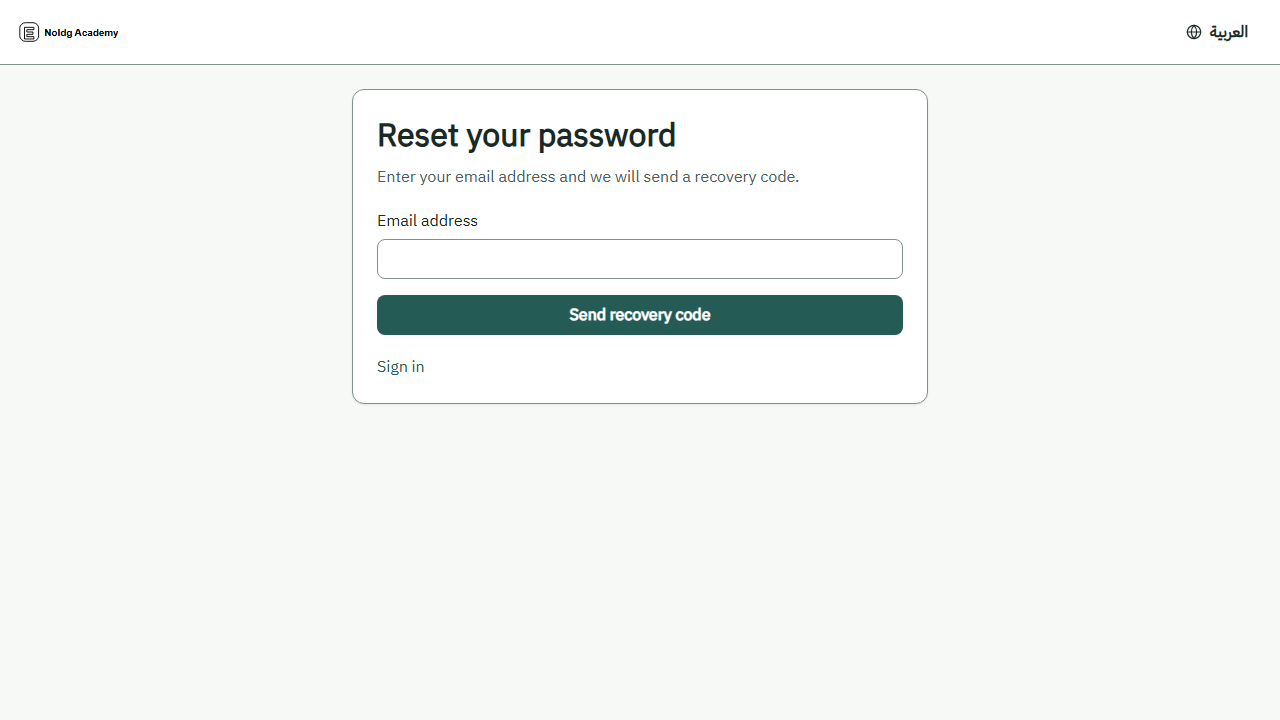 Noldg Academy
العربية
Reset your password
Enter your email address and we will send a recovery code.
Email address
Send recovery code
Sign in